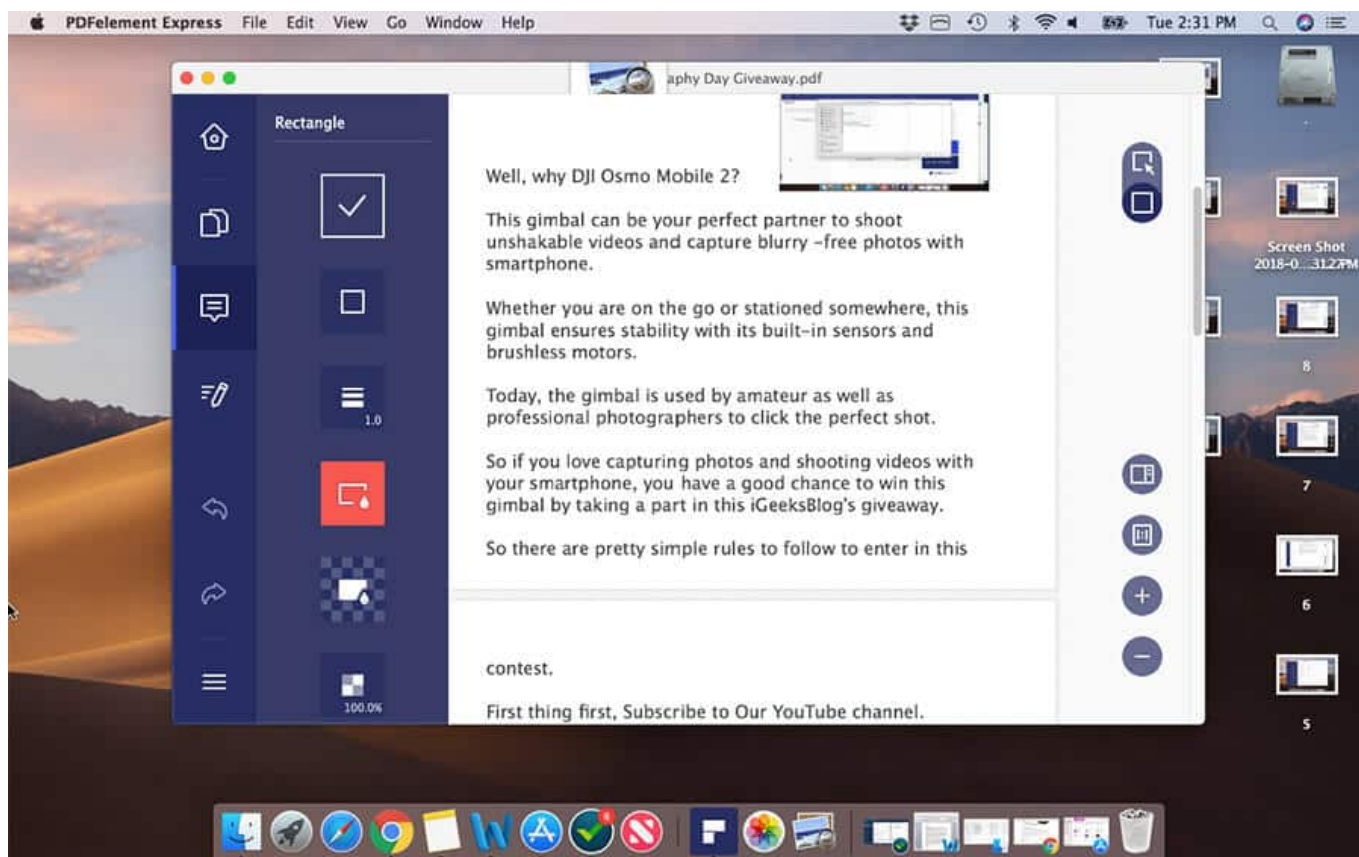 PDFelement Express File Edit View Go Window Help
Tue 2:31 PM
aphy Day Giveaway.pdf
Rectangle
1.0
100.0%
Well, why DJI Osmo Mobile 2?
This gimbal can be your perfect partner to shoot
unshakable videos and capture blurry –free photos with
smartphone.
Whether you are on the go or stationed somewhere, this
gimbal ensures stability with its built-in sensors and
brushless motors.
Today, the gimbal is used by amateur as well as
professional photographers to click the perfect shot.
So if you love capturing photos and shooting videos with
your smartphone, you have a good chance to win this
gimbal by taking a part in this iGeeksBlog's giveaway.
So there are pretty simple rules to follow to enter in this
contest.
First thing first, Subscribe to Our YouTube channel.
Screen Shot
8
7
6
5